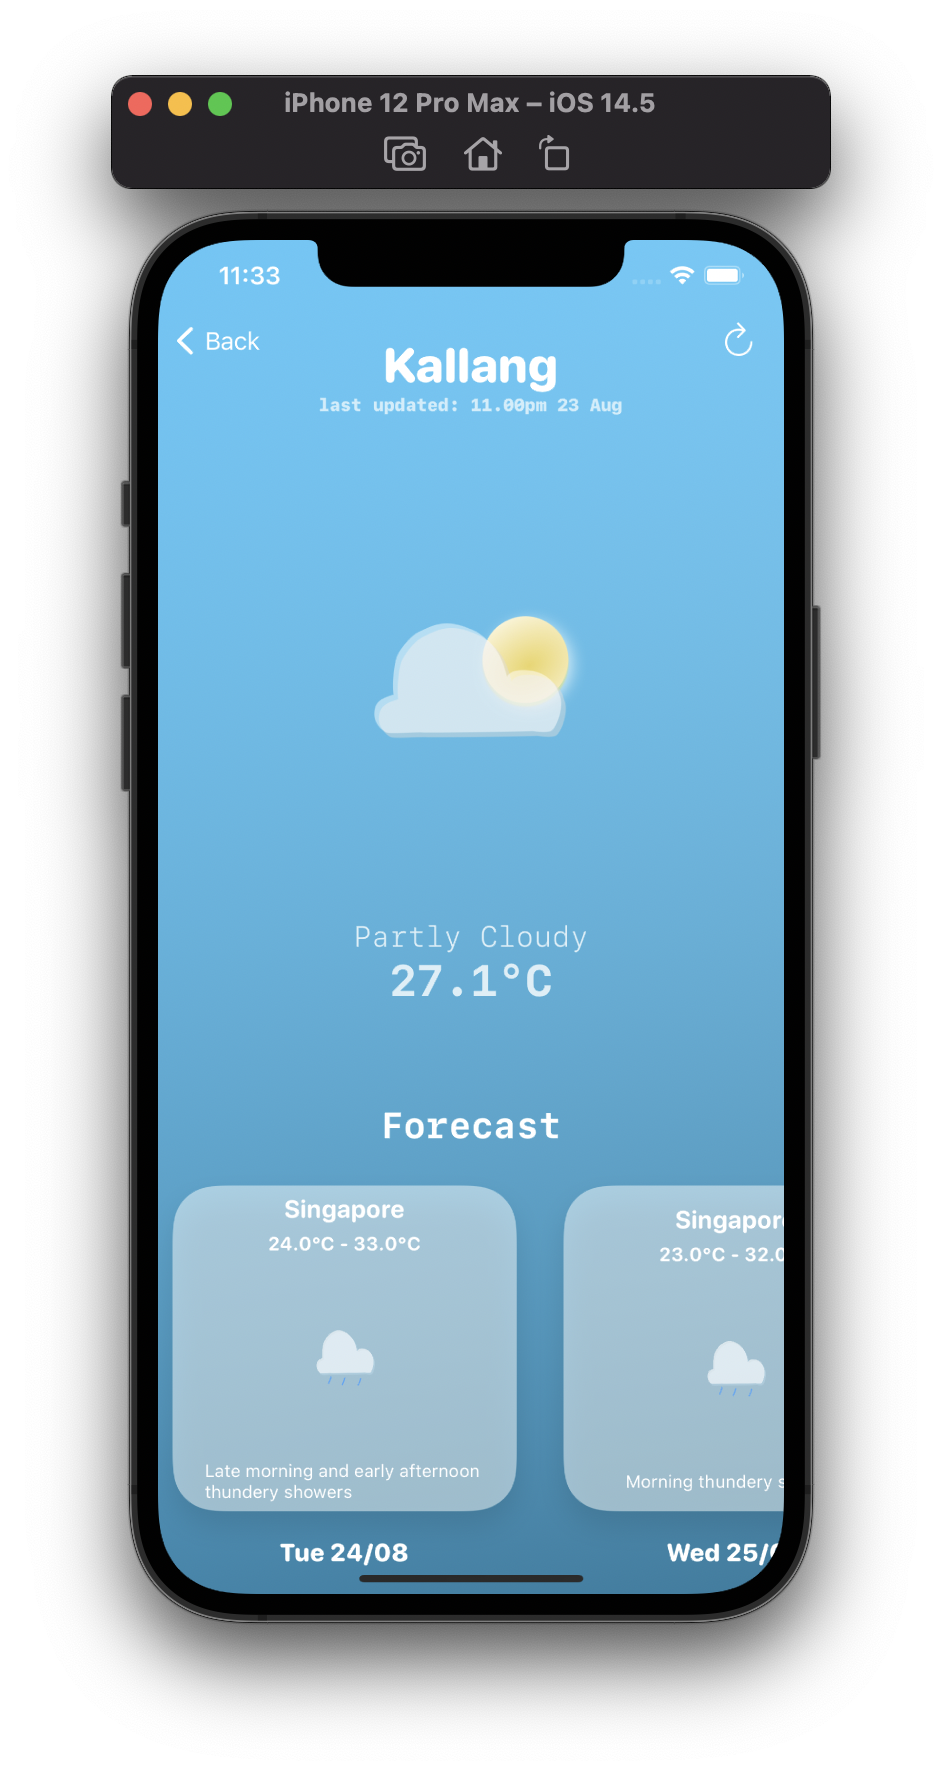 iPhone 12 Pro Max – iOS 14.5
11:33
Back
Kallang
last updated: 11.00pm 23 Aug
Partly Cloudy
27.1°C
Forecast
Singapore
24.0°C - 33.0°C
Late morning and early afternoon
thundery showers
Tue 24/08
Singapor
23.0°C - 32.0
Morning thundery s
Wed 25/